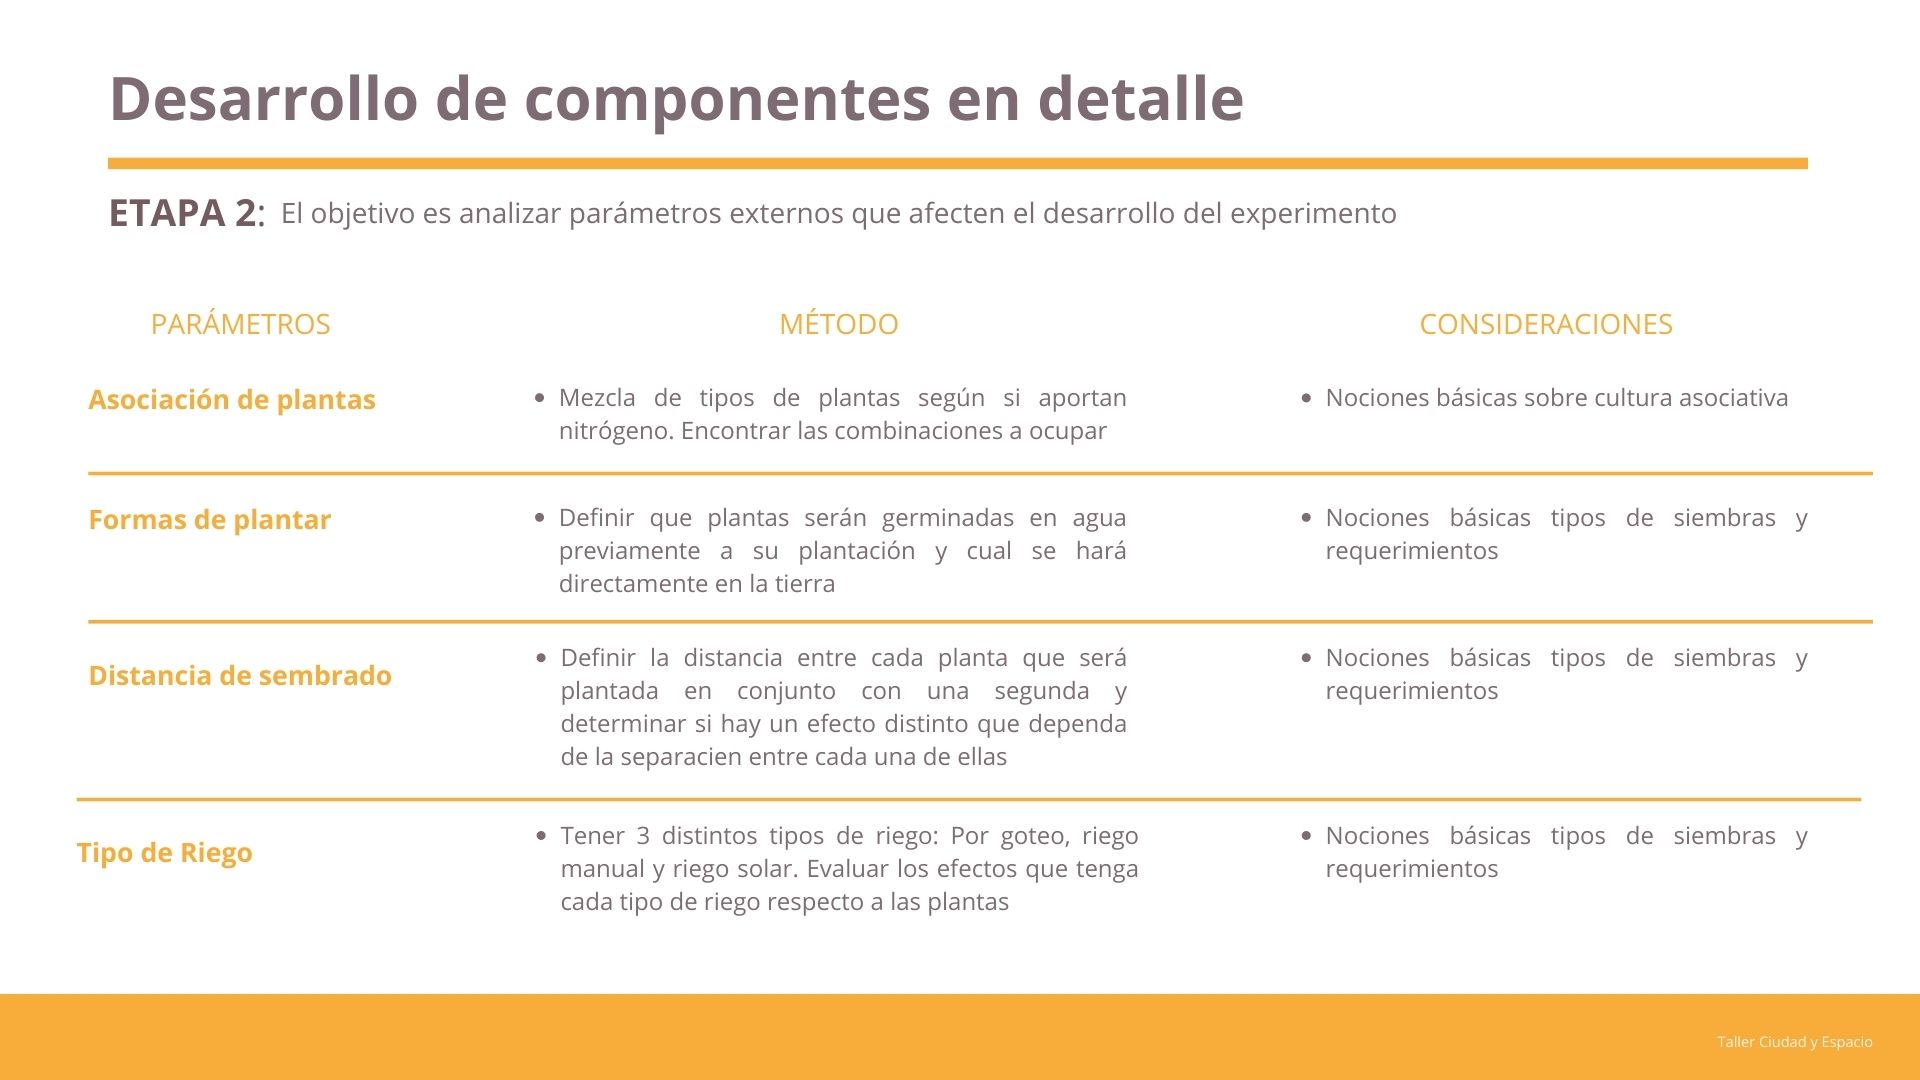 Desarrollo de componentes en detalle
ETAPA 2: El objetivo es analizar parámetros externos que afecten el desarrollo del experimento
PARÁMETROS
MÉTODO
CONSIDERACIONES
Asociación de plantas
• Mezcla de tipos de plantas según si aportan
nitrógeno. Encontrar las combinaciones a ocupar
• Nociones básicas sobre cultura asociativa
Formas de plantar
• Definir que plantas serán germinadas en agua
previamente a su plantación y cual se hará
directamente en la tierra
• Nociones básicas tipos de siembras y
requerimientos
Distancia de sembrado
• Definir la distancia entre cada planta que será
plantada en conjunto con una segunda y
determinar si hay un efecto distinto que dependa
de la separacien entre cada una de ellas
• Nociones básicas tipos de siembras y
requerimientos
Tipo de Riego
• Tener 3 distintos tipos de riego: Por goteo, riego
manual y riego solar. Evaluar los efectos que tenga
cada tipo de riego respecto a las plantas
• Nociones básicas tipos de siembras y
requerimientos
Taller Ciudad y Espacio